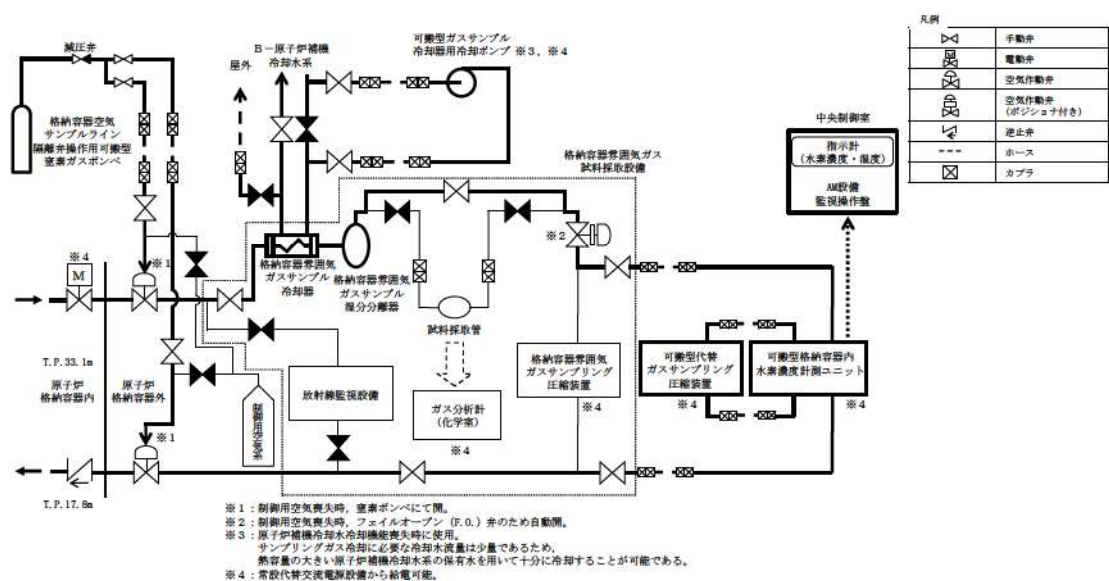 減圧弁
格納容器空気
サンプルライン
隔離弁操作用可搬型
窒素ガスボンベ
屋外
B-原子炉補機
冷却水系
可搬型ガスサンプル
冷却器用冷却ポンプ ※3,※4
格納容器雰囲気ガス
試料採取設備
中央制御室
指示計
(水素濃度・温度)
AM設備
監視操作盤
凡例
手動弁
M
電動弁
空気作動弁
空気作動弁
(ポジショナ付き)
逆止弁
ホース
カプラ
※4
M
※1
※2
格納容器雰囲気
ガスサンプル
冷却器
格納容器雰囲気
ガスサンプル
湿分分離器
試料採取管
T.P.33.1m
原子炉
格納容器内
原子炉
格納容器外
※1
制御用空気系
放射線監視設備
ガス分析計
(化学室)
※4
格納容器雰囲気
ガスサンプリング
圧縮装置
※4
可搬型代替
ガスサンプリング
圧縮装置
※4
可搬型格納容器内
水素濃度計測ユニット
※4
T.P.17.8m
※1:制御用空気喪失時,窒素ボンベにて開。
※2:制御用空気喪失時,フェイルオープン(F.O.)弁のため自動開。
※3:原子炉補機冷却水冷却機能喪失時に使用。
サンプリングガス冷却に必要な冷却水流量は少量であるため,
熱容量の大きい原子炉補機冷却水系の保有水を用いて十分に冷却することが可能である。
※4:常設代替交流電源設備から給電可能。